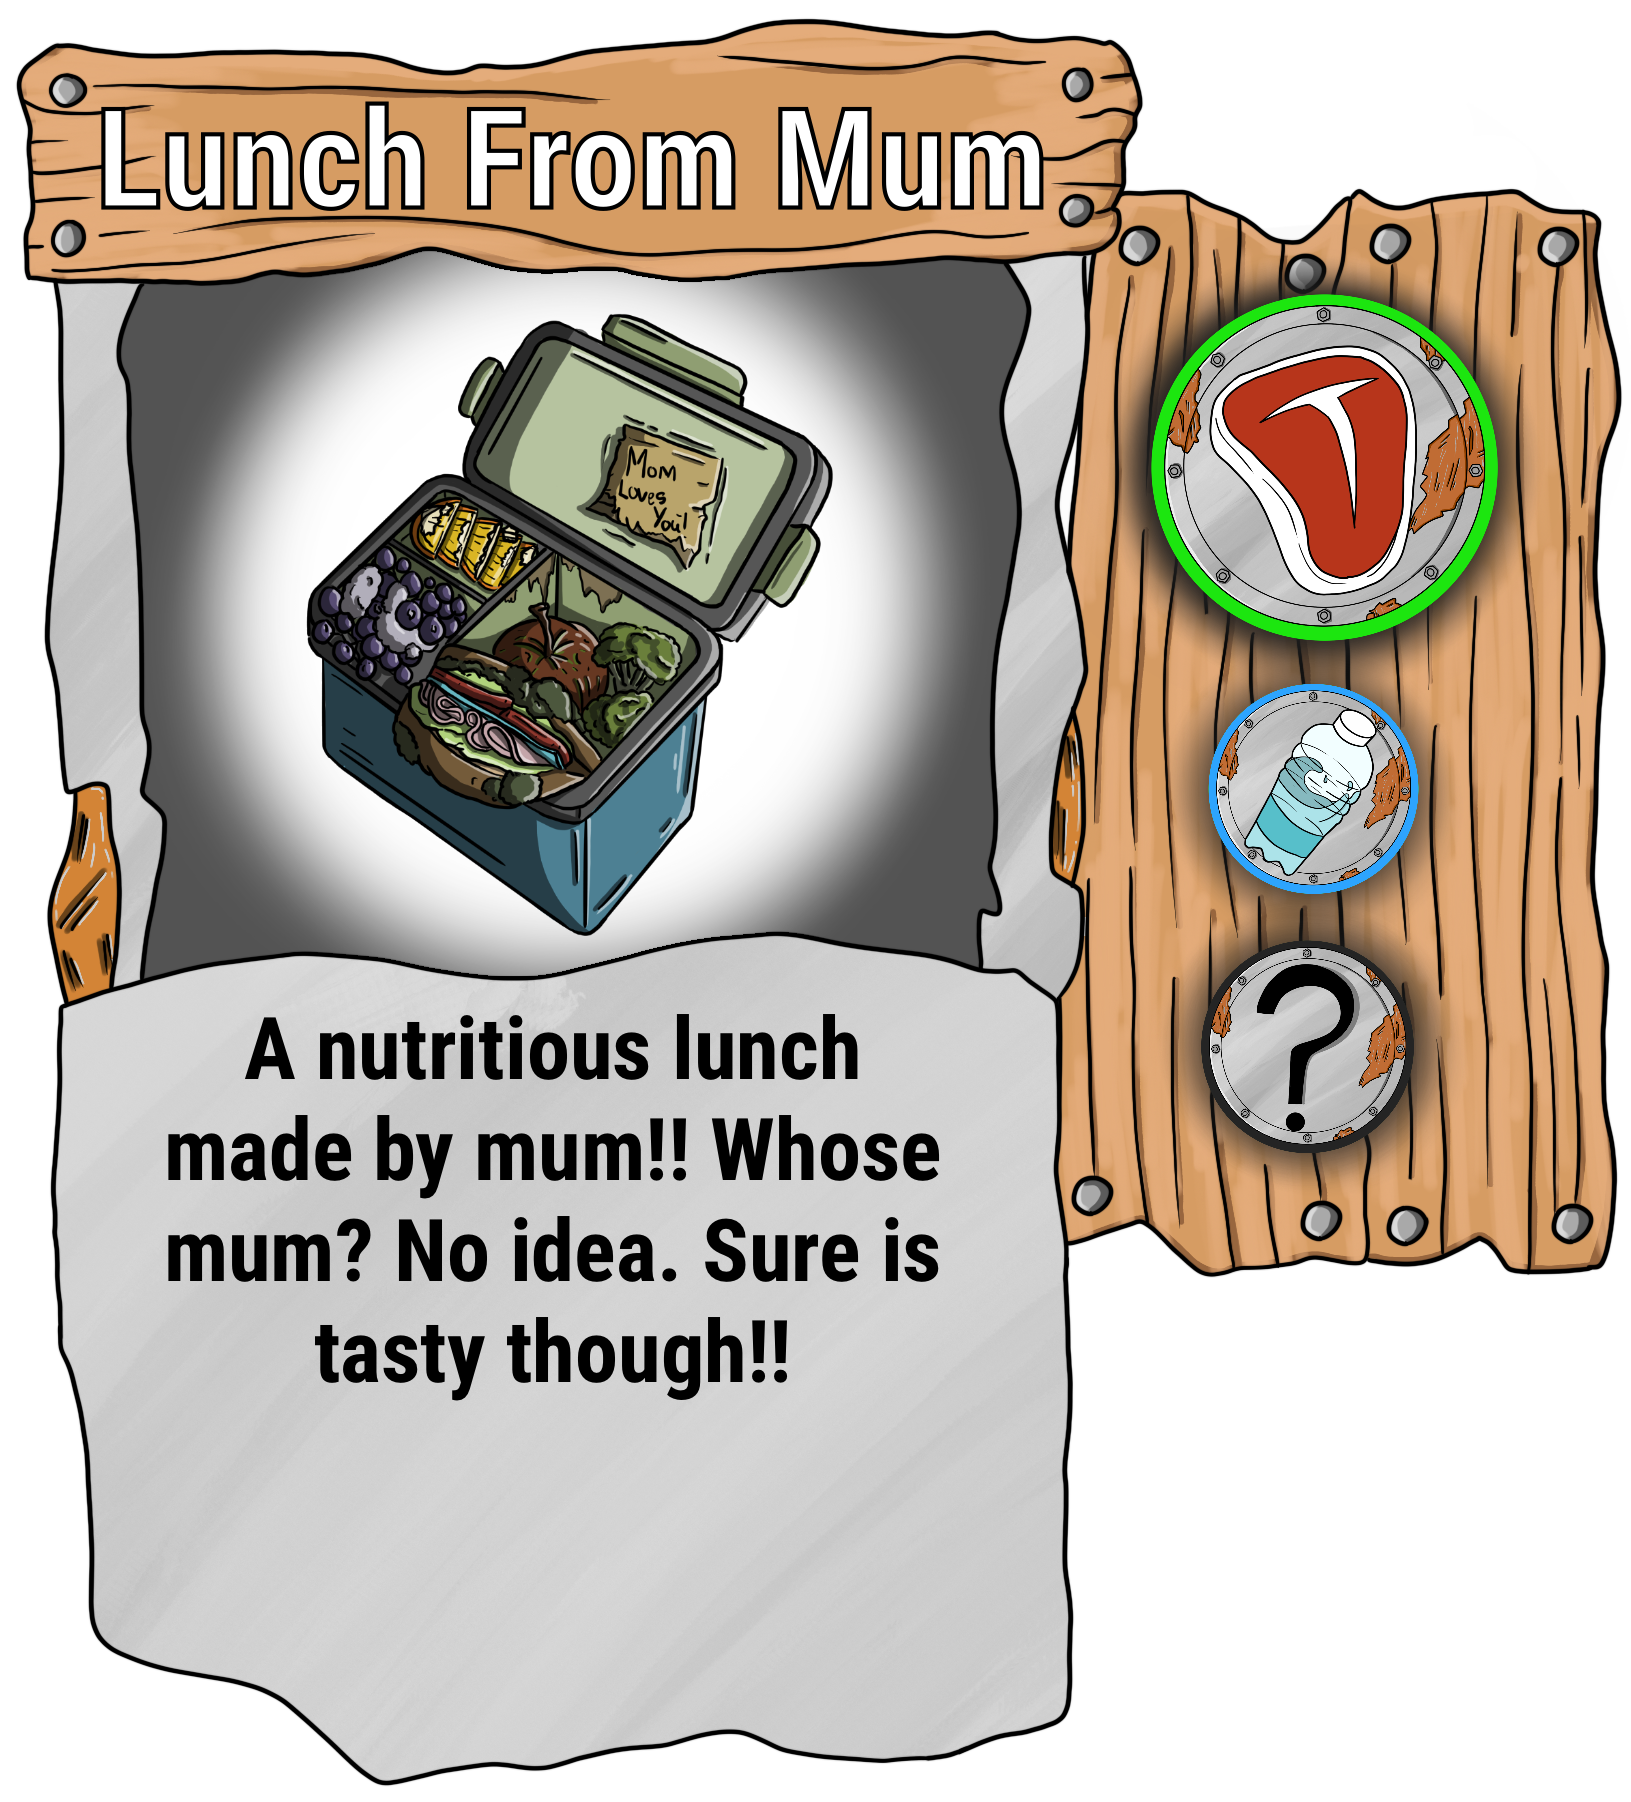 Lunch From Mum
Mom
Loves
You!
?
A nutritious lunch
made by mum!! Whose
mum? No idea. Sure is
tasty though!!